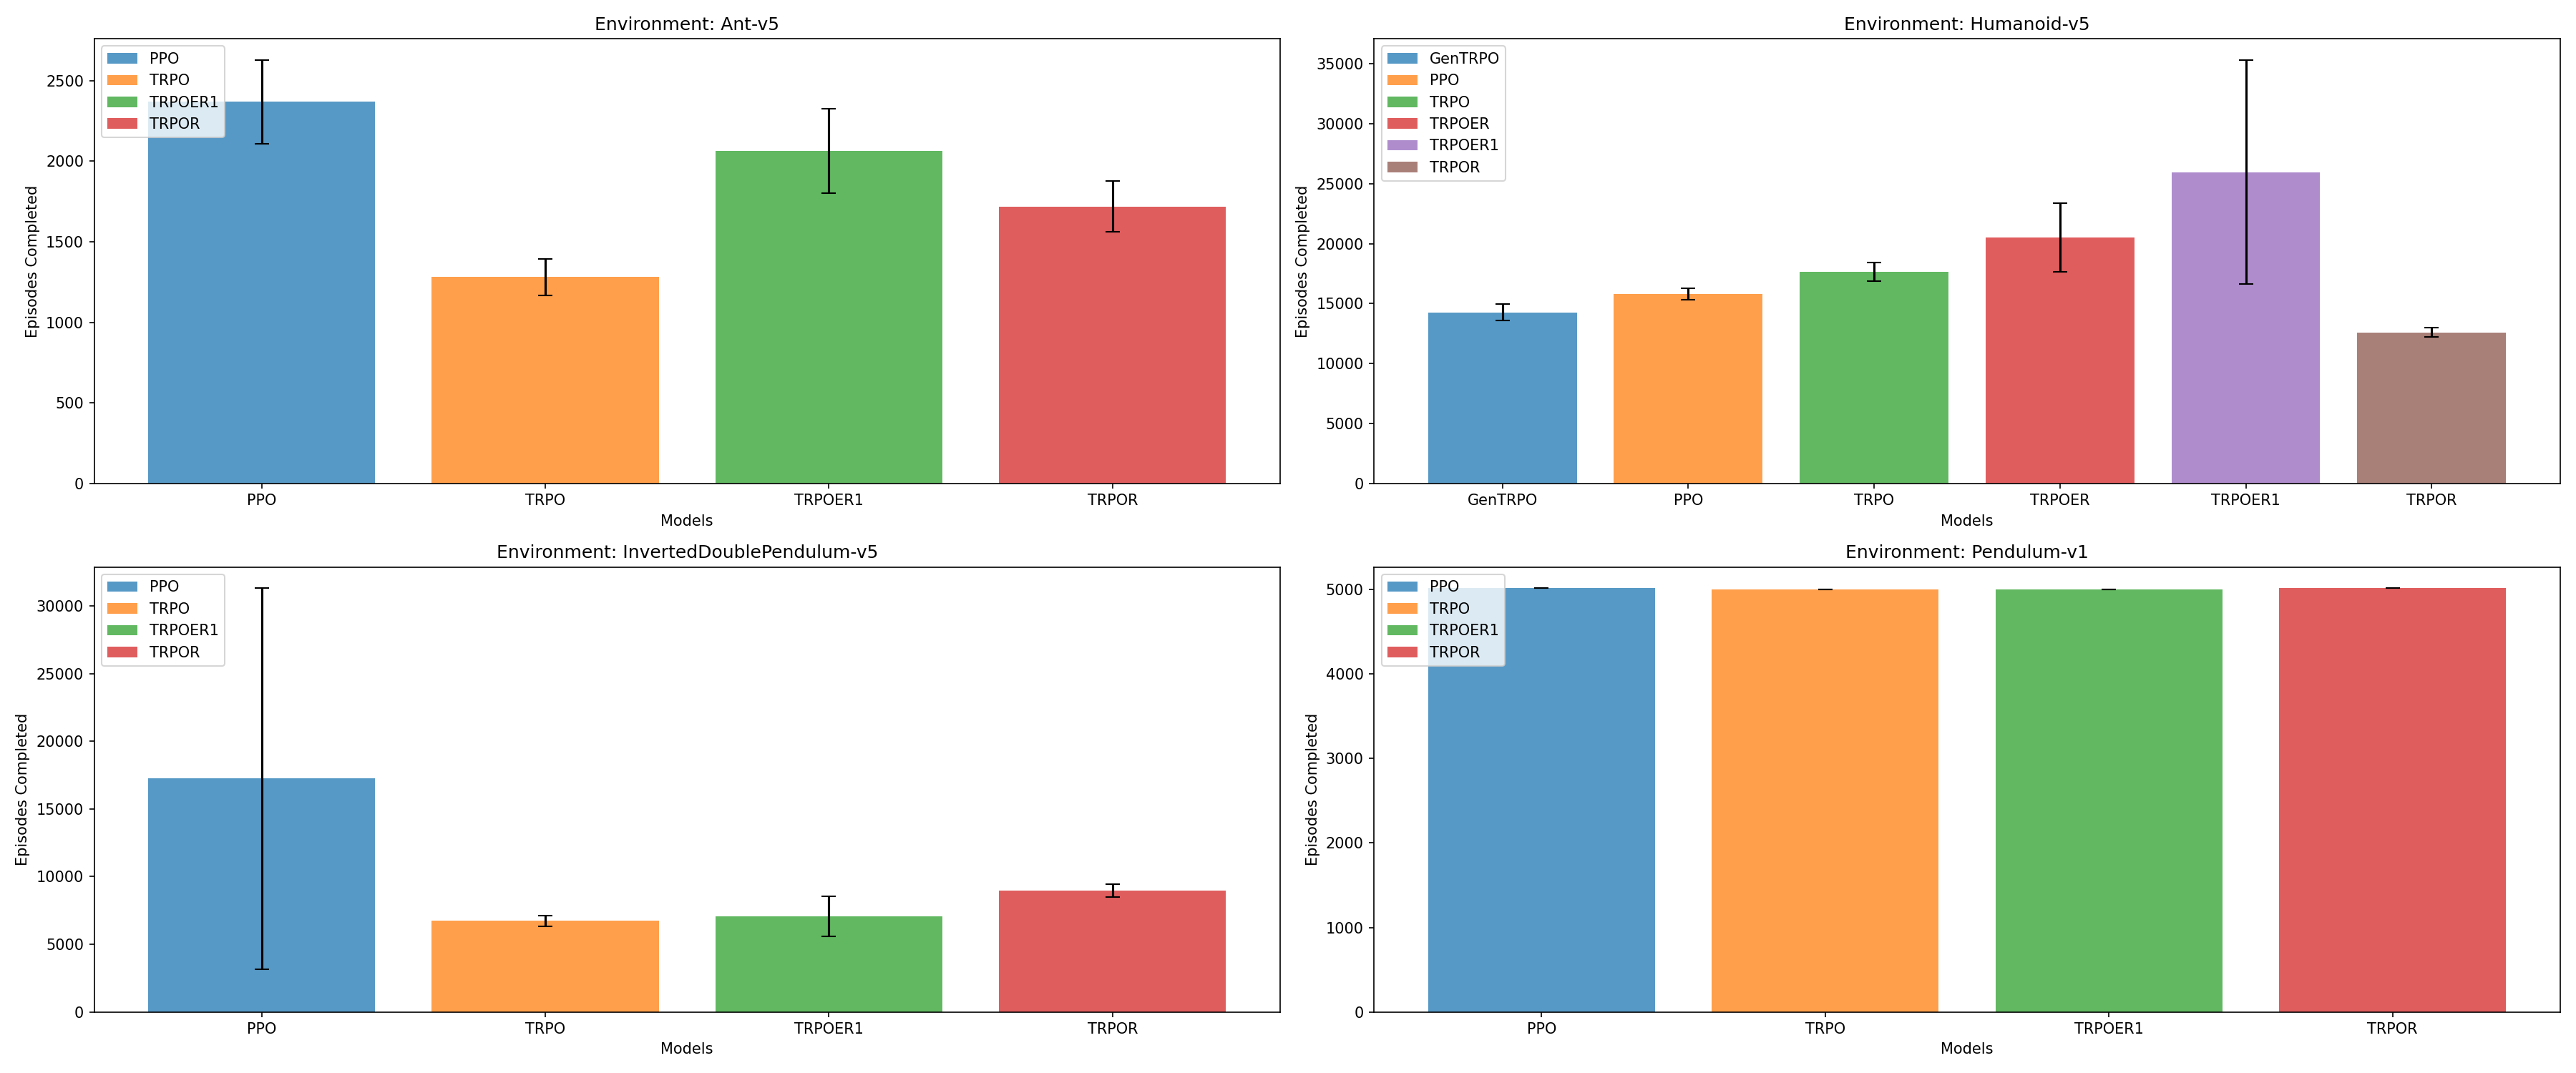 Environment: Ant-v5
PPO
TRPO
TRPOER1
TRPOR
2500
2000
1500
1000
500
0
Episodes Completed
PPO
TRPO
TRPOER1
TRPOR
Models
Environment: Humanoid-v5
GenTRPO
PPO
TRPO
TRPOER
TRPOER1
TRPOR
35000
30000
25000
20000
15000
10000
5000
0
Episodes Completed
GenTRPO
PPO
TRPO
TRPOER
TRPOER1
TRPOR
Models
Environment: InvertedDoublePendulum-v5
PPO
TRPO
TRPOER1
TRPOR
30000
25000
20000
15000
10000
5000
0
Episodes Completed
PPO
TRPO
TRPOER1
TRPOR
Models
Environment: Pendulum-v1
PPO
TRPO
TRPOER1
TRPOR
5000
4000
3000
2000
1000
0
Episodes Completed
PPO
TRPO
TRPOER1
TRPOR
Models